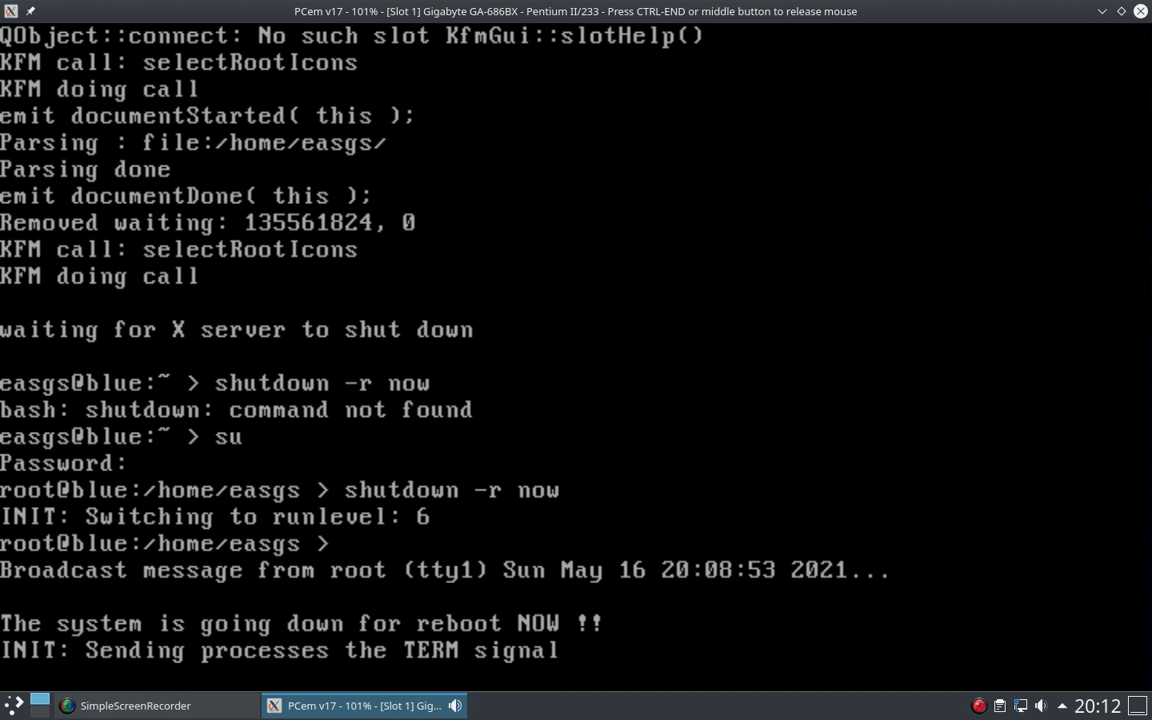 PCem v17 - 101% - [Slot 1] Gigabyte GA-686BX - Pentium II/233 - Press CTRL-END or middle button to release mouse
QObject::connect: No such slot KfmGui::slotHelp()
KFM call: selectRootIcons
KFM doing call
emit documentStarted( this );
Parsing : file:/home/easgs/
Parsing done
emit documentDone( this );
Removed waiting: 135561824, 0
KFM call: selectRootIcons
KFM doing call
waiting for X server to shut down
easgs@blue:~ > shutdown -r now
bash: shutdown: command not found
easgs@blue:~ > su
Password:
root@blue:/home/easgs > shutdown -r now
INIT: Switching to runlevel: 6
root@blue:/home/easgs >
Broadcast message from root (tty1) Sun May 16 20:08:53 2021...
The system is going down for reboot NOW !!
INIT: Sending processes the TERM signal
SimpleScreenRecorder
PCem v17 - 101% - [Slot 1] Gig...
20:12